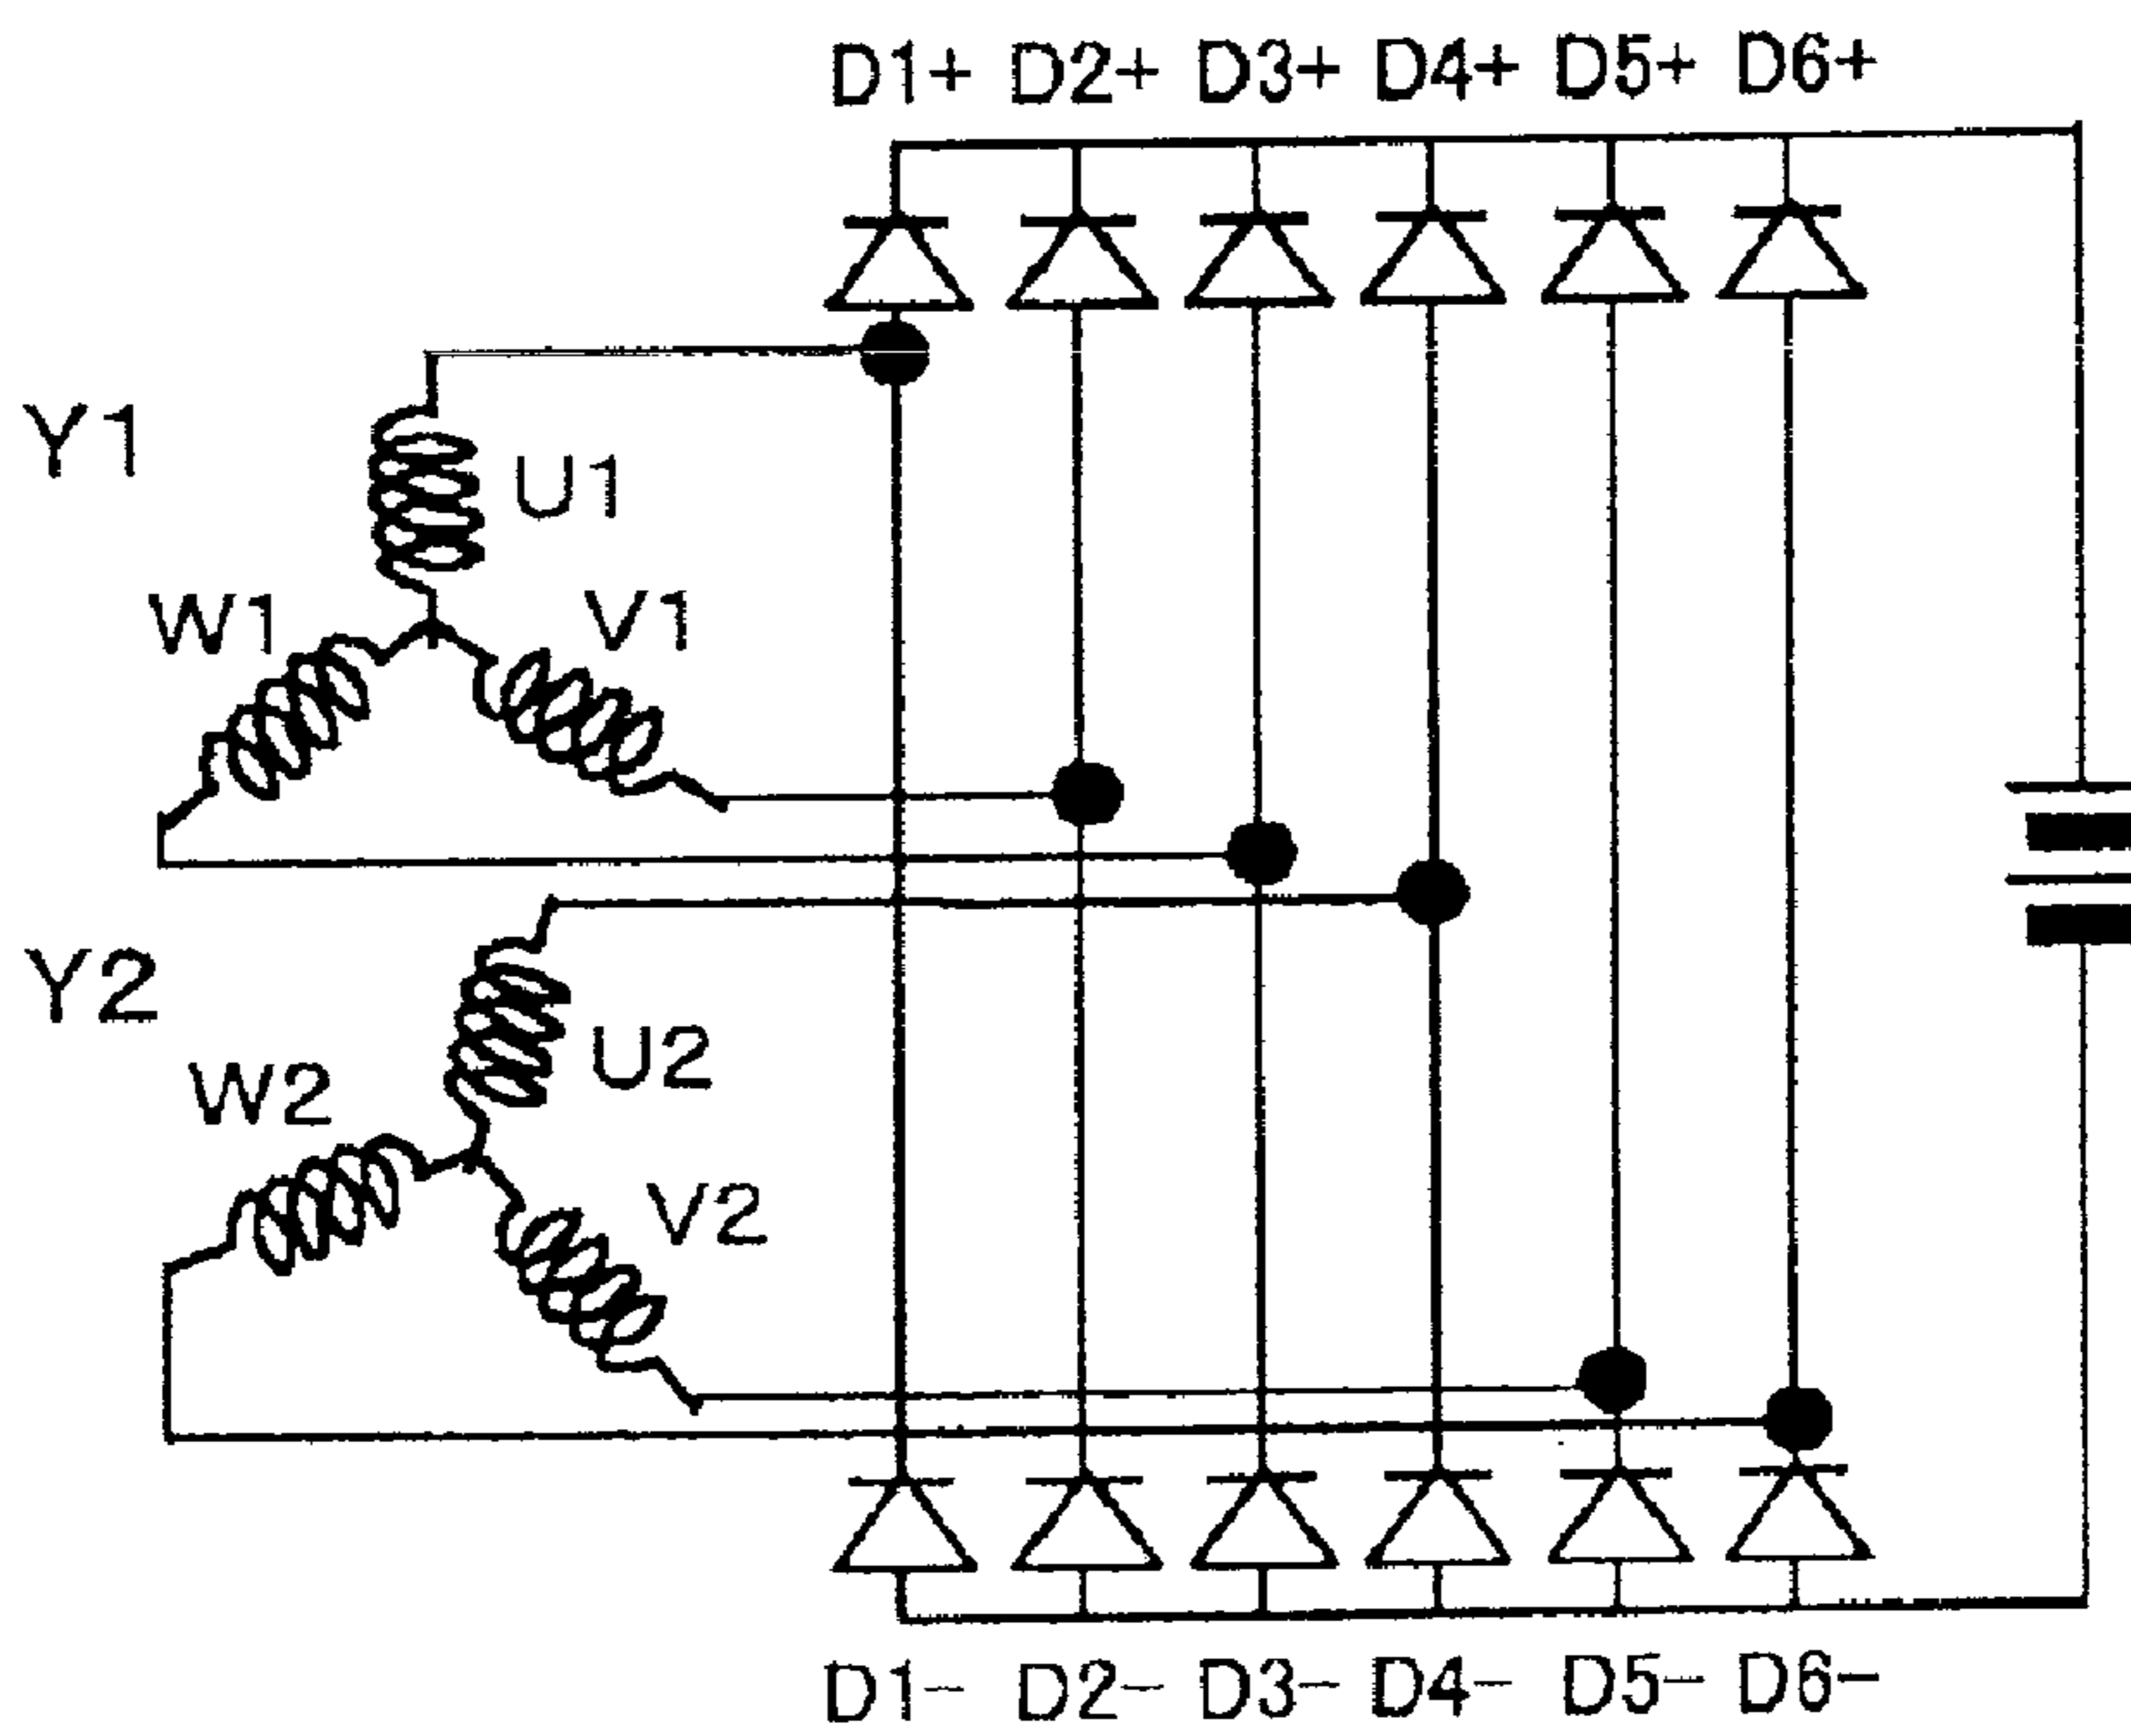 D1+ D2+ D3+ D4+ D5+ D6+
Y1
U1
W1 V1
Y2
U2
W2
V2
D1- D2- D3- D4- D5- D6-